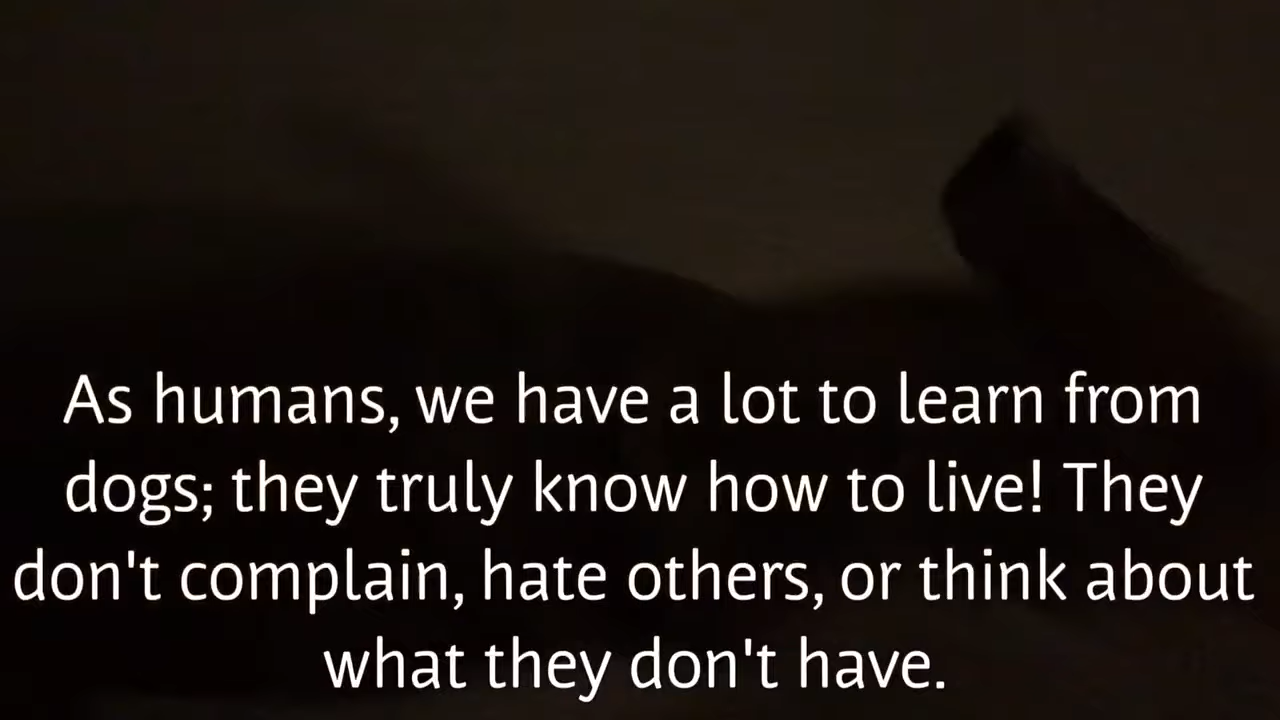 As humans, we have a lot to learn from
dogs; they truly know how to live! They
don't complain, hate others, or think about
what they don't have.